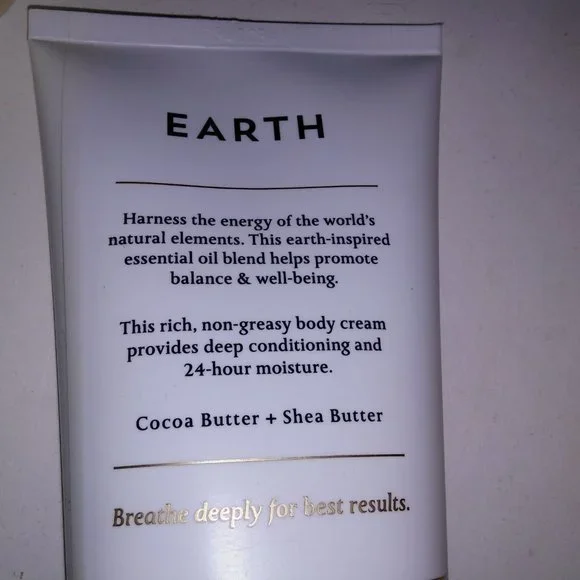 EARTH
Harness the energy of the world's
natural elements. This earth-inspired
essential oil blend helps promote
balance & well-being.
This rich, non-greasy body cream
provides deep conditioning and
24-hour moisture.
Cocoa Butter + Shea Butter
Breathe deeply for best results.